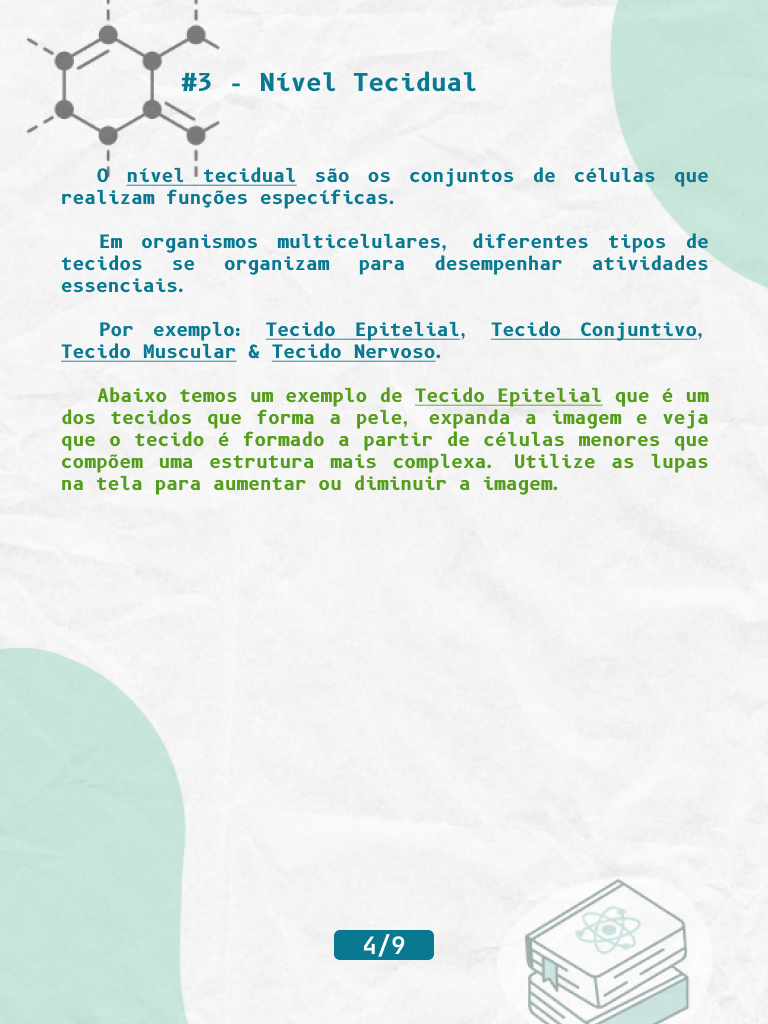 #3 - Nível Tecidual
O nível tecidual são os conjuntos de células que
realizam funções específicas.
Em organismos multicelulares, diferentes tipos de
tecidos se organizam para desempenhar atividades
essenciais.
Por exemplo: Tecido Epitelial, Tecido Conjuntivo,
Tecido Muscular & Tecido Nervoso.
Abaixo temos um exemplo de Tecido Epitelial que é um
dos tecidos que forma a pele, expanda a imagem e veja
que o tecido é formado a partir de células menores que
compõem uma estrutura mais complexa. Utilize as lupas
na tela para aumentar ou diminuir a imagem.
4/9